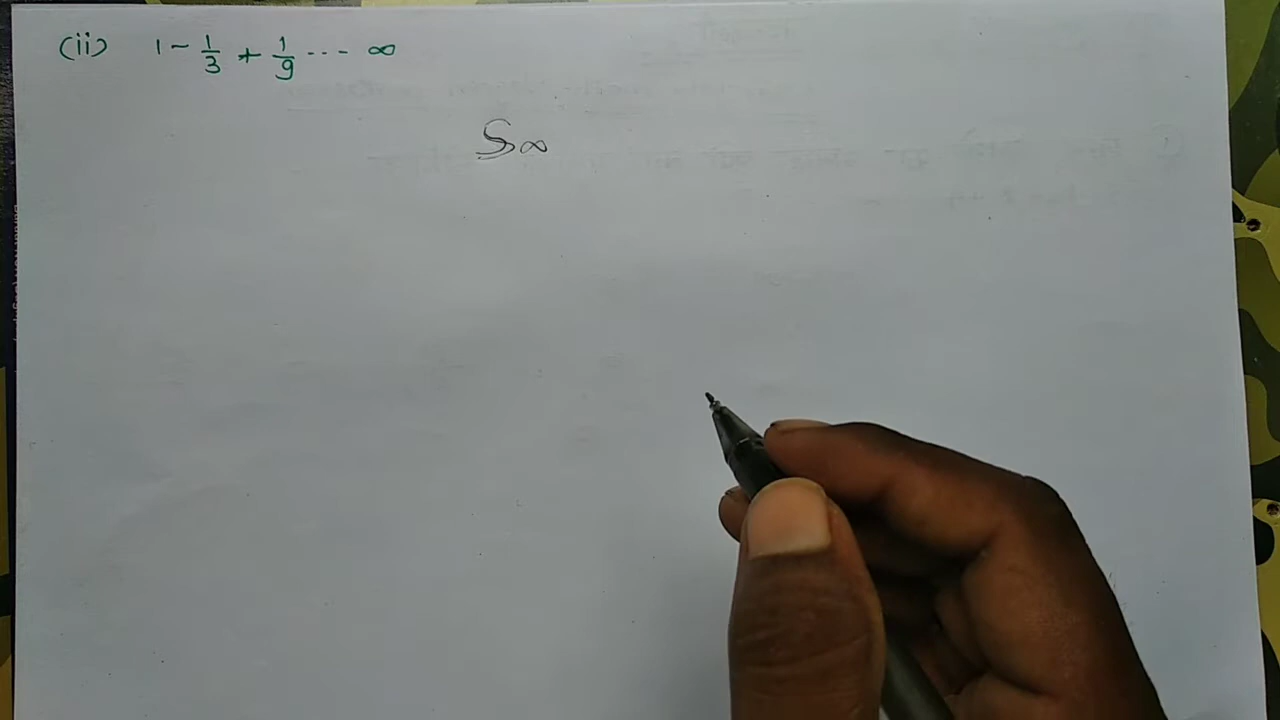 (ii) 1 - 1/3 + 1/9 ... ∞
S∞